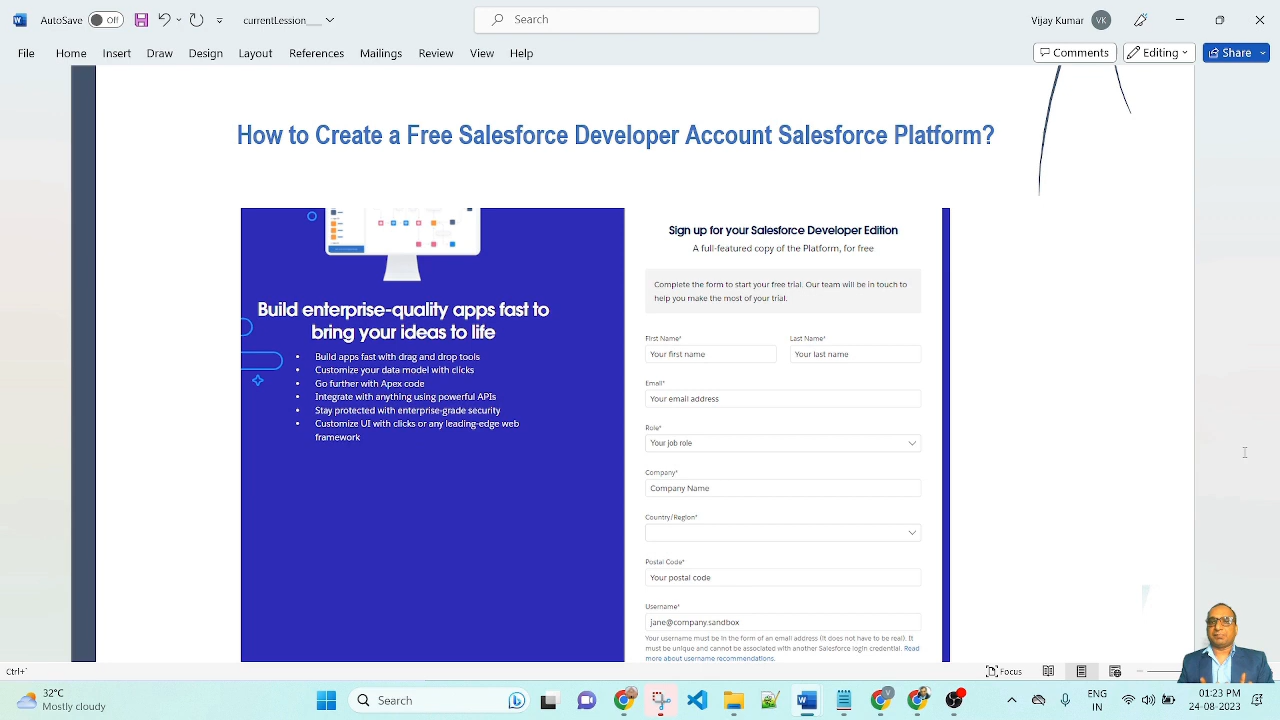 AutoSave Off currentLesson__ Search Vijay Kumar VK
File Home Insert Draw Design Layout References Mailings Review View Help Comments Editing Share
How to Create a Free Salesforce Developer Account Salesforce Platform?
Build enterprise-quality apps fast to
bring your ideas to life
• Build apps fast with drag and drop tools
• Customize your data model with clicks
• Go further with Apex code
• Integrate with anything using powerful APIs
• Stay protected with enterprise-grade security
• Customize UI with clicks or any leading-edge web
framework
Sign up for your Salesforce Developer Edition
A full-featured copy of the Platform, for free
Complete the form to start your free trial. Our team will be in touch to
help you make the most of your trial.
First Name* Last Name*
Your first name Your last name
Email*
Your email address
Role*
Your job role
Company*
Company Name
Country/Region*
Postal Code*
Your postal code
Username*
jane@company.sandbox
Your username must be in the form of an email address (it does not have to be real). It
must be unique and cannot be associated with another Salesforce login credential. Read
more about username recommendations.
Ctrl+ Focus
32°C
Mostly cloudy
Search
V
ENG
IN
01:23 PM
24-08-2023